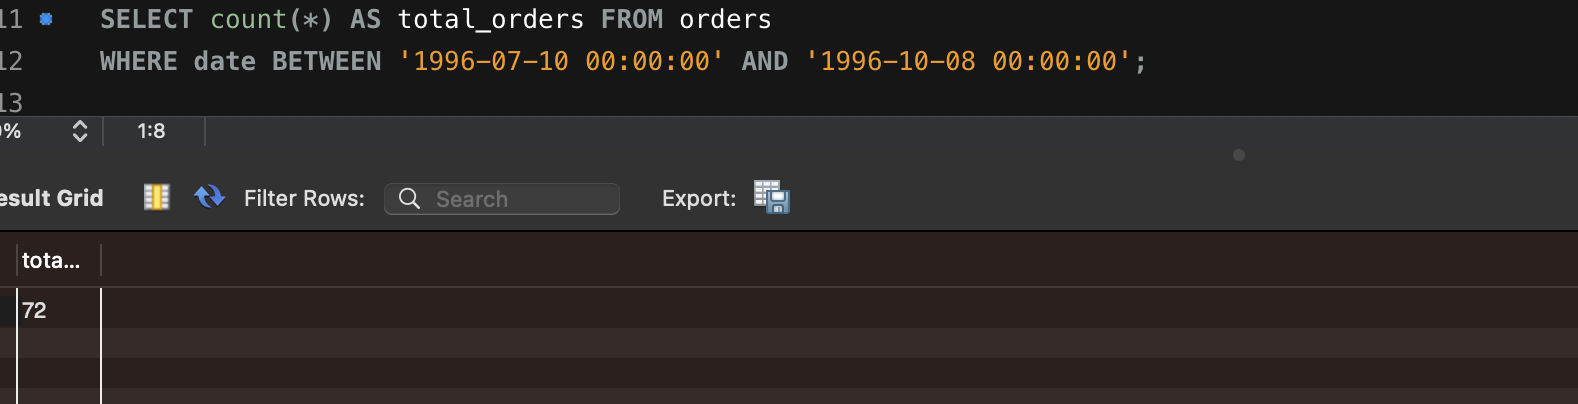 11 SELECT count(*) AS total_orders FROM orders
12 WHERE date BETWEEN '1996-07-10 00:00:00' AND '1996-10-08 00:00:00';
13
% 1:8
esult Grid Filter Rows: Search Export:
tota...
72